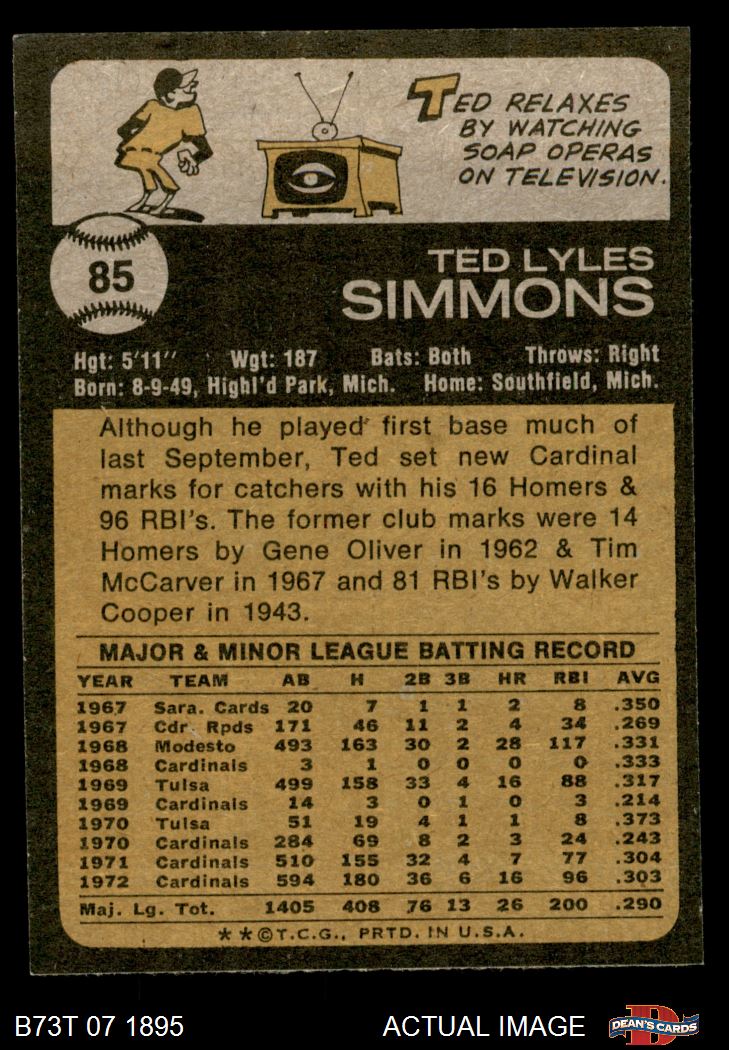 TED RELAXES
BY WATCHING
SOAP OPERAS
ON TELEVISION.
85
TED LYLES
SIMMONS
Hgt: 5'11" Wgt: 187 Bats: Both Throws: Right
Born: 8-9-49, Highl'd Park, Mich. Home: Southfield, Mich.
Although he played first base much of
last September, Ted set new Cardinal
marks for catchers with his 16 Homers &
96 RBI's. The former club marks were 14
Homers by Gene Oliver in 1962 & Tim
McCarver in 1967 and 81 RBI's by Walker
Cooper in 1943.
MAJOR & MINOR LEAGUE BATTING RECORD
YEAR TEAM AB H 2B 3B HR RBI AVG
1967 Sara. Cards 20 7 1 1 2 8 .350
1967 Cdr. Rpds 171 46 11 2 4 34 .269
1968 Modesto 493 163 30 2 28 117 .331
1968 Cardinals 3 1 0 0 0 0 .333
1969 Tulsa 499 158 33 4 16 88 .317
1969 Cardinals 14 3 0 1 0 3 .214
1970 Tulsa 51 19 4 1 1 8 .373
1970 Cardinals 284 69 8 2 3 24 .243
1971 Cardinals 510 155 32 4 7 77 .304
1972 Cardinals 594 180 36 6 16 96 .303
Maj. Lg. Tot. 1405 408 76 13 26 200 .290
**©T.C.G., PRTD. IN U.S.A.
B73T 07 1895 ACTUAL IMAGE D DEAN'S CARDS